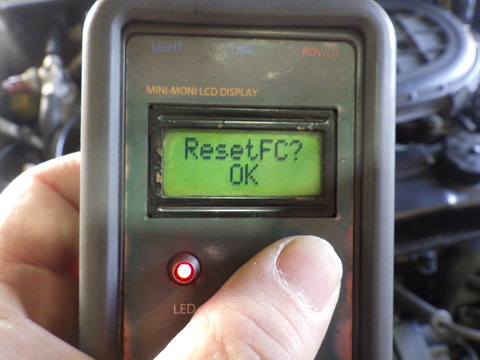 LIGHT LINK POWER
MINI-MONI LCD DISPLAY
ResetFC?
OK
LED